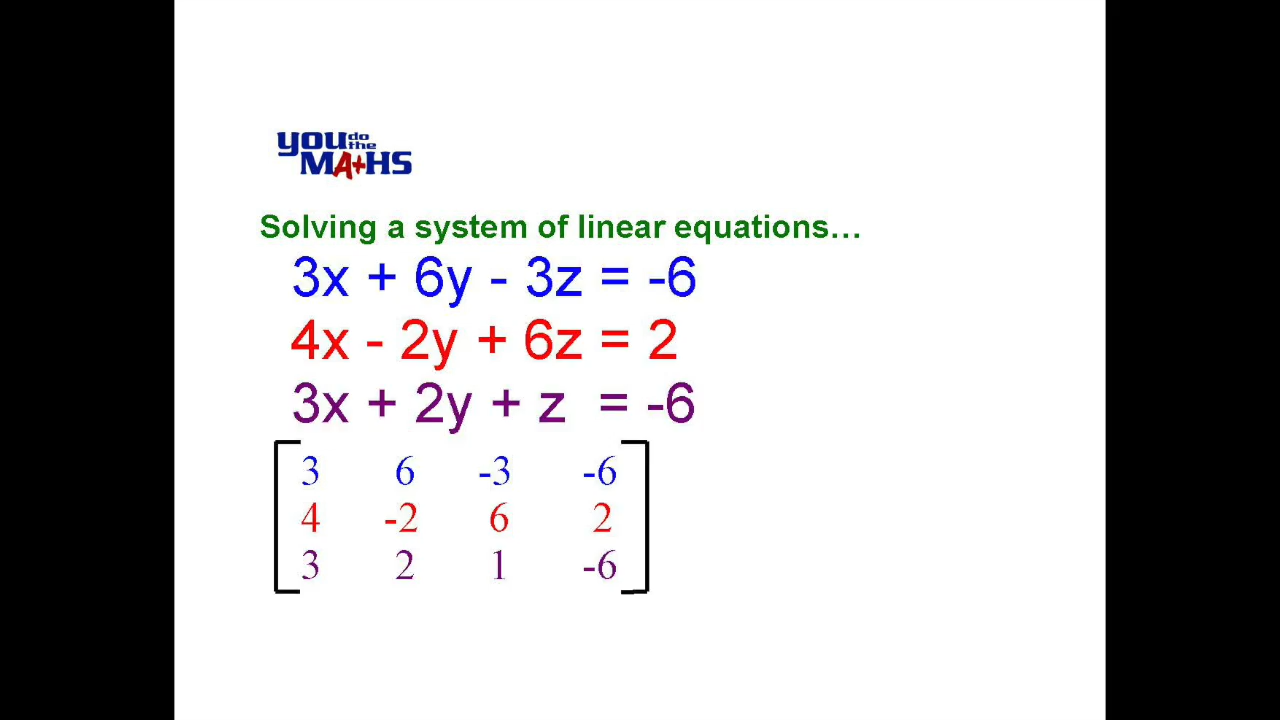 you do the MA+HS
Solving a system of linear equations…
3x + 6y - 3z = -6
4x - 2y + 6z = 2
3x + 2y + z = -6
3 6 -3 -6
4 -2 6 2
3 2 1 -6